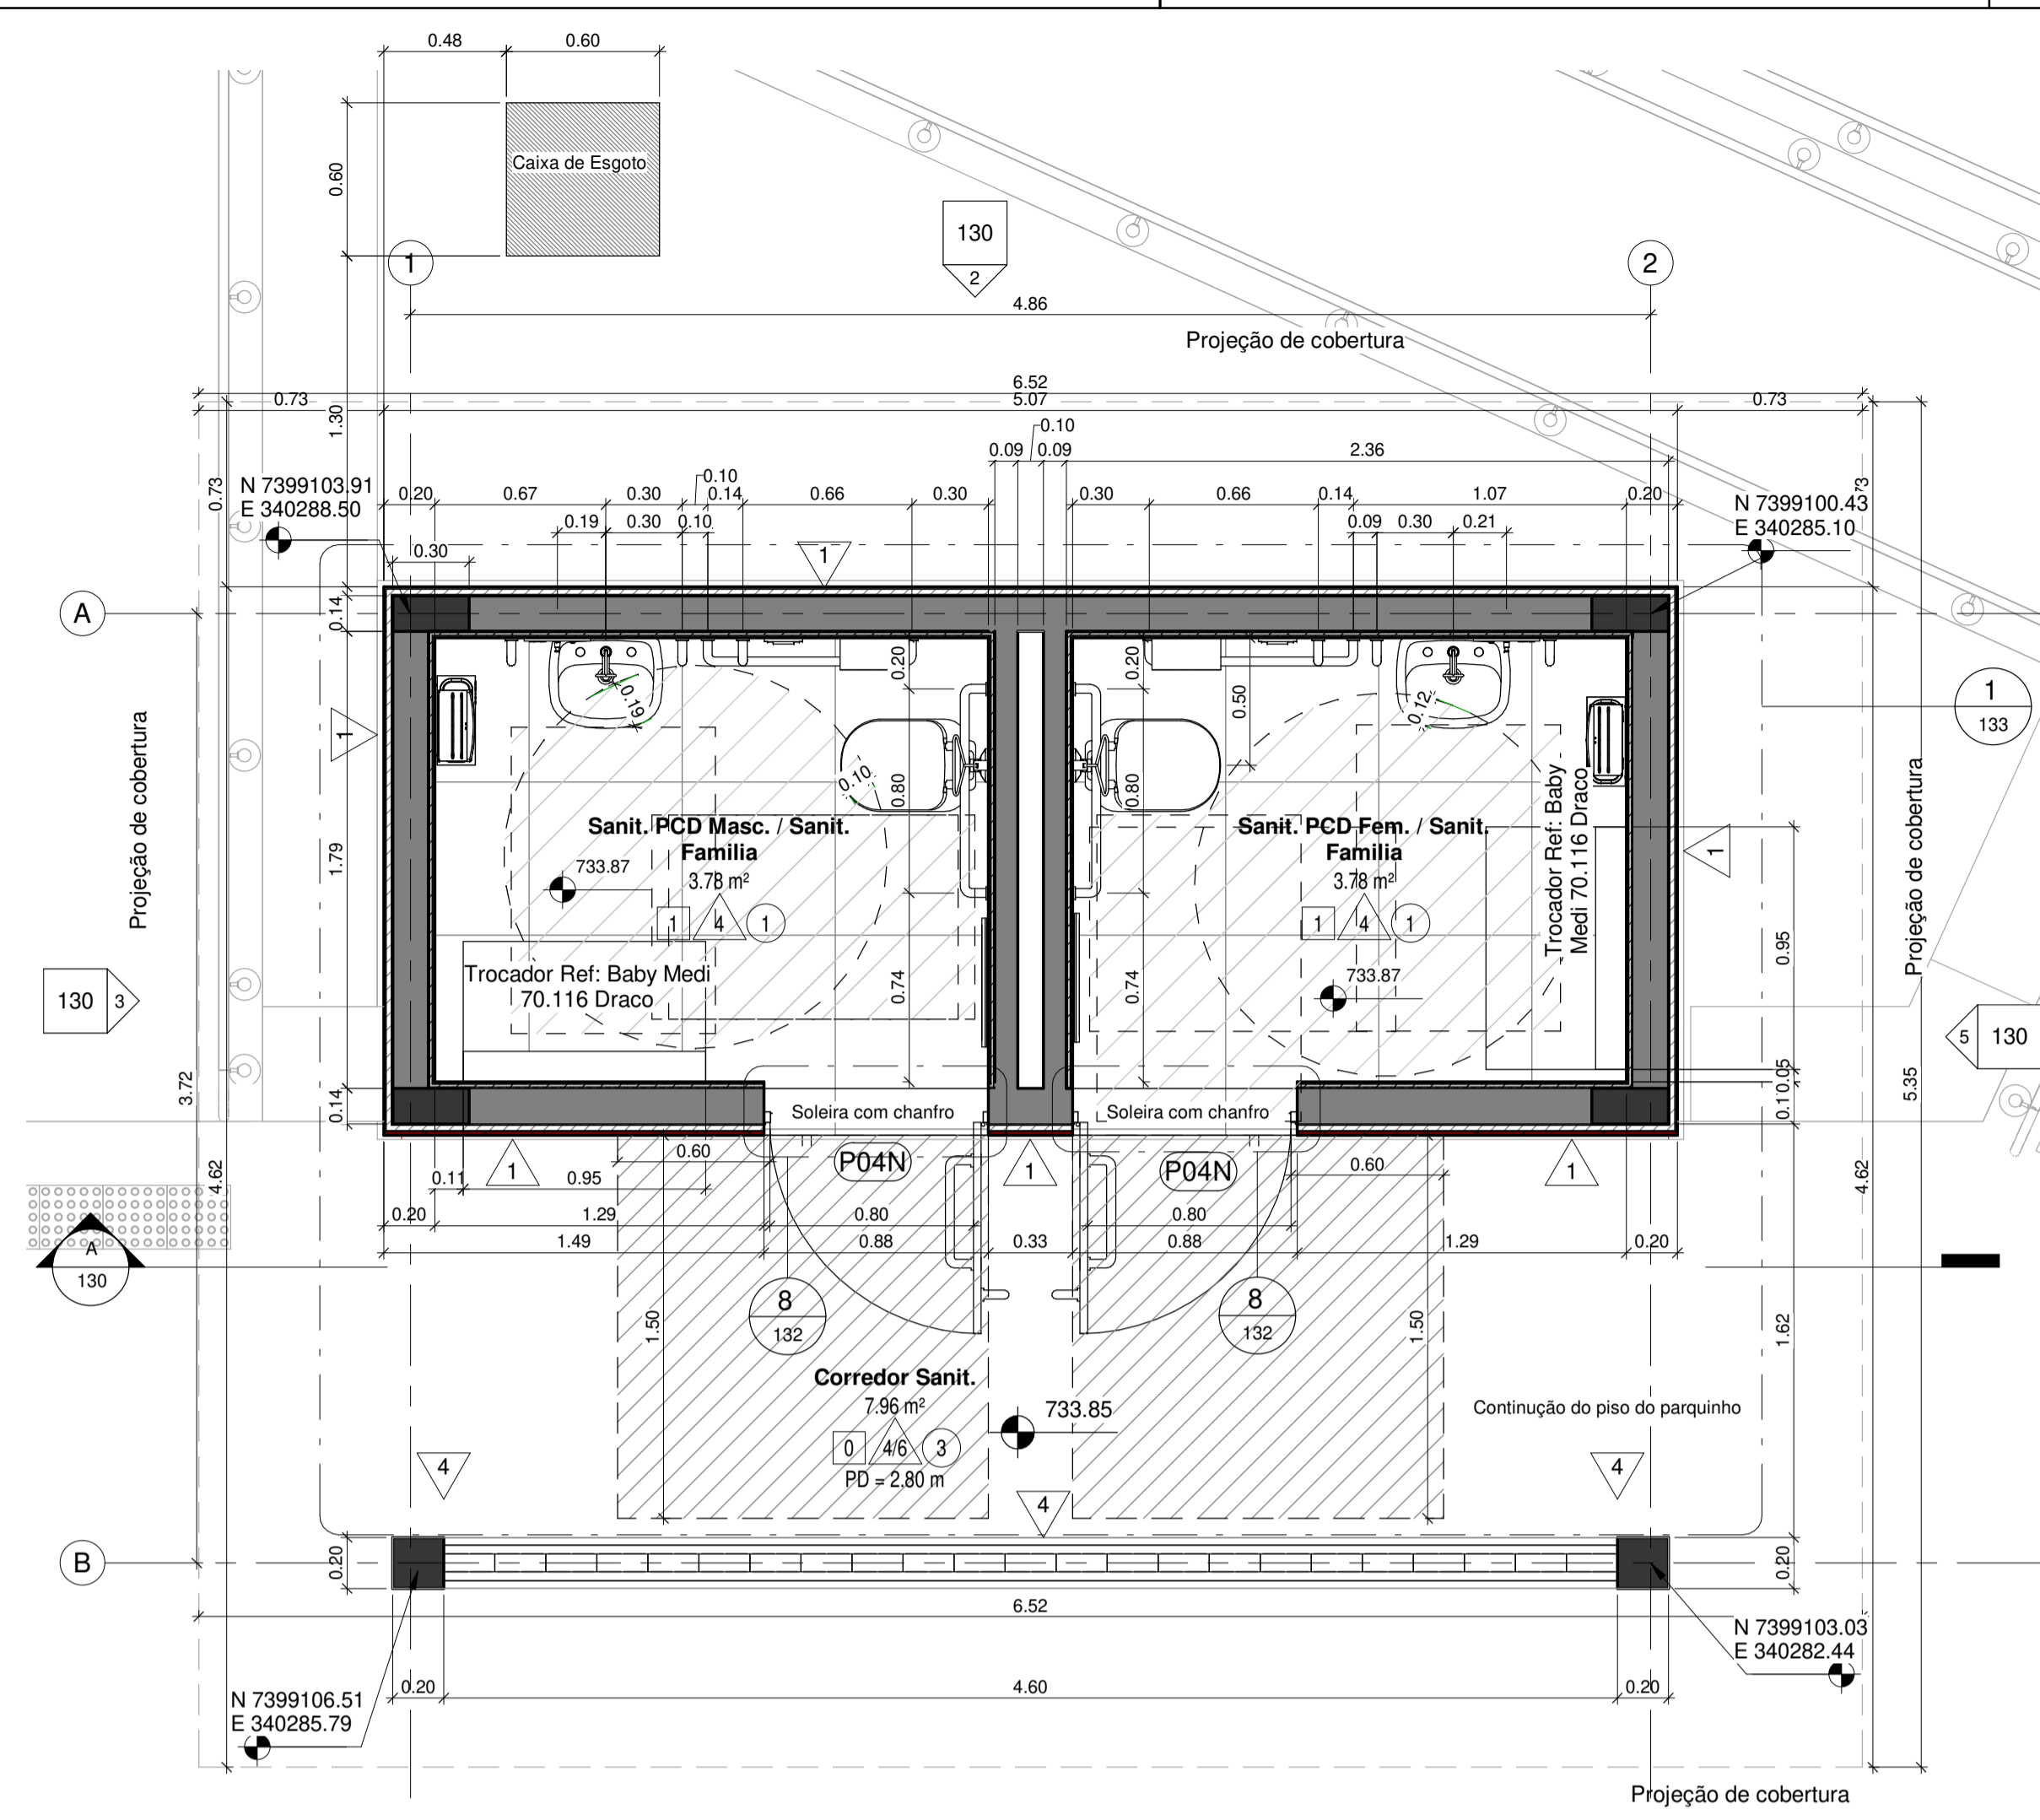 0.48 0.60
0.60
Caixa de Esgoto
130
2
1 2
4.86
Projeção de cobertura
6.52
0.73 5.07 0.73
1.30
0.10
0.09 0.09 2.36
0.10
0.20 0.67 0.30 0.14 0.66 0.30 0.30 0.66 0.14 1.07 0.20
0.73
N 7399103.91
E 340288.50
N 7399100.43
E 340285.10
0.19 0.30 0.10 0.09 0.30 0.21
0.30
1
A
0.14
0.20 0.20
0.50
0.19 0.12
1
133
1
Projeção de cobertura
Projeção de cobertura
0.10
0.80 0.80
Trocador Ref: Baby
Medi 70.116 Draco
Sanit. PCD Masc. / Sanit.
Familia
3.78 m²
733.87
1 4 1
Sanit. PCD Fem. / Sanit.
Familia
3.78 m²
1 4 1
733.87
1
1.79
0.95
Trocador Ref: Baby Medi
70.116 Draco
0.74 0.74
130 3
5 130
3.72
5.35
0.14
0.05
Soleira com chanfro Soleira com chanfro
0.60 P04N P04N 0.60
1 1 1
0.11 0.95
4.62 4.62
0.20 1.29 0.80 0.80
1.49 0.88 0.33 0.88 1.29 0.20
A
130
8
132
8
132
1.50 1.50
1.62
Corredor Sanit.
7.96 m²
0 4/6 3
PD = 2.80 m
733.85
Continução do piso do parquinho
4 4 4
B
0.20 0.20
6.52
N 7399103.03
E 340282.44
N 7399106.51
E 340285.79
0.20 4.60 0.20
Projeção de cobertura